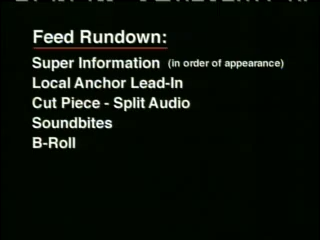 Feed Rundown:
Super Information (in order of appearance)
Local Anchor Lead-In
Cut Piece - Split Audio
Soundbites
B-Roll